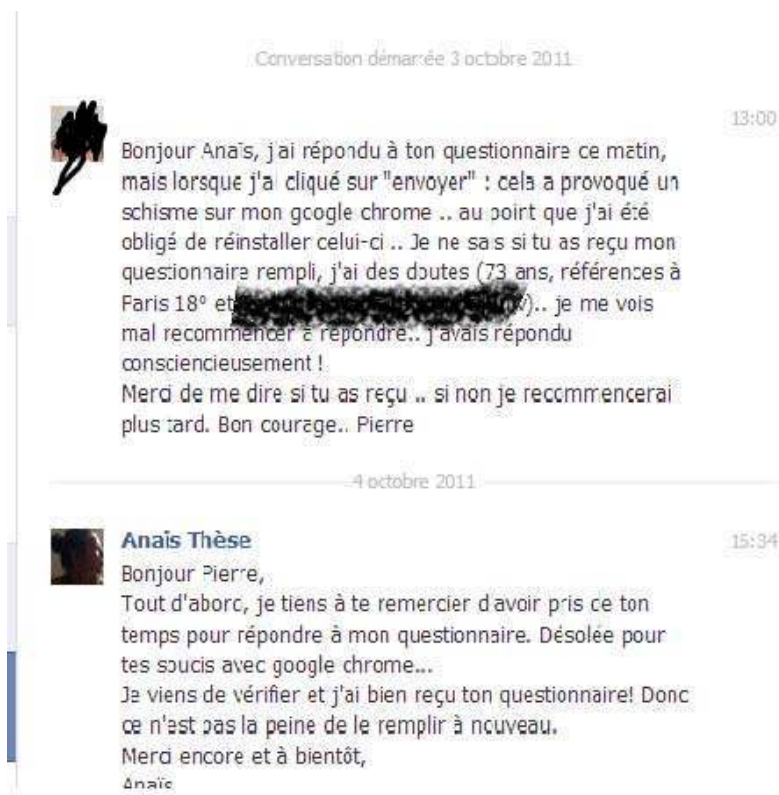 Conversation démarrée 3 octobre 2011
13:00
Bonjour Anaïs, j'ai répondu à ton questionnaire ce matin,
mais lorsque j'ai cliqué sur "envoyer" : cela a provoqué un
schisme sur mon google chrome .. au point que j'ai été
obligé de réinstaller celui-ci .. Je ne sais si tu as reçu mon
questionnaire rempli, j'ai des doutes (73 ans, références à
Paris 18° et ).. je me vois
mal recommencer à répondre.. j'avais répondu
consciencieusement !
Merci de me dire si tu as reçu .. si non je recommencerai
plus tard. Bon courage.. Pierre
4 octobre 2011
Anaïs Thèse
15:34
Bonjour Pierre,
Tout d'abord, je tiens à te remercier d'avoir pris de ton
temps pour répondre à mon questionnaire. Désolée pour
tes soucis avec google chrome...
Je viens de vérifier et j'ai bien reçu ton questionnaire! Donc
ce n'est pas la peine de le remplir à nouveau.
Merci encore et à bientôt,
Anaïs